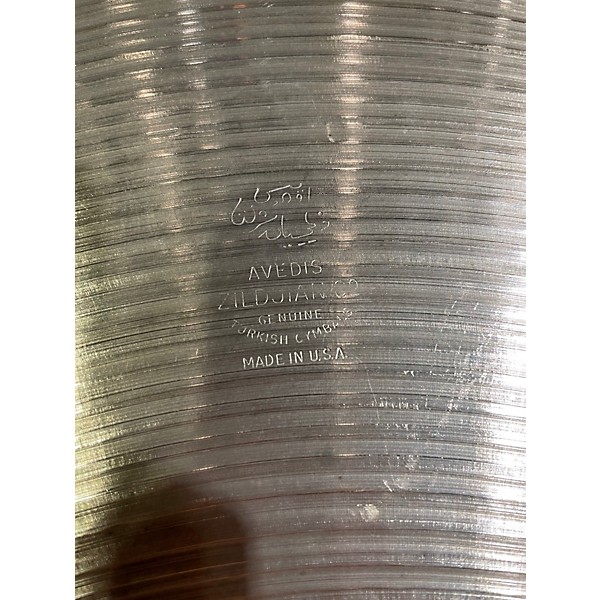 AVEDIS
ZILDJIAN CO
GENUINE
TURKISH CYMBALS
MADE IN U.S.A.